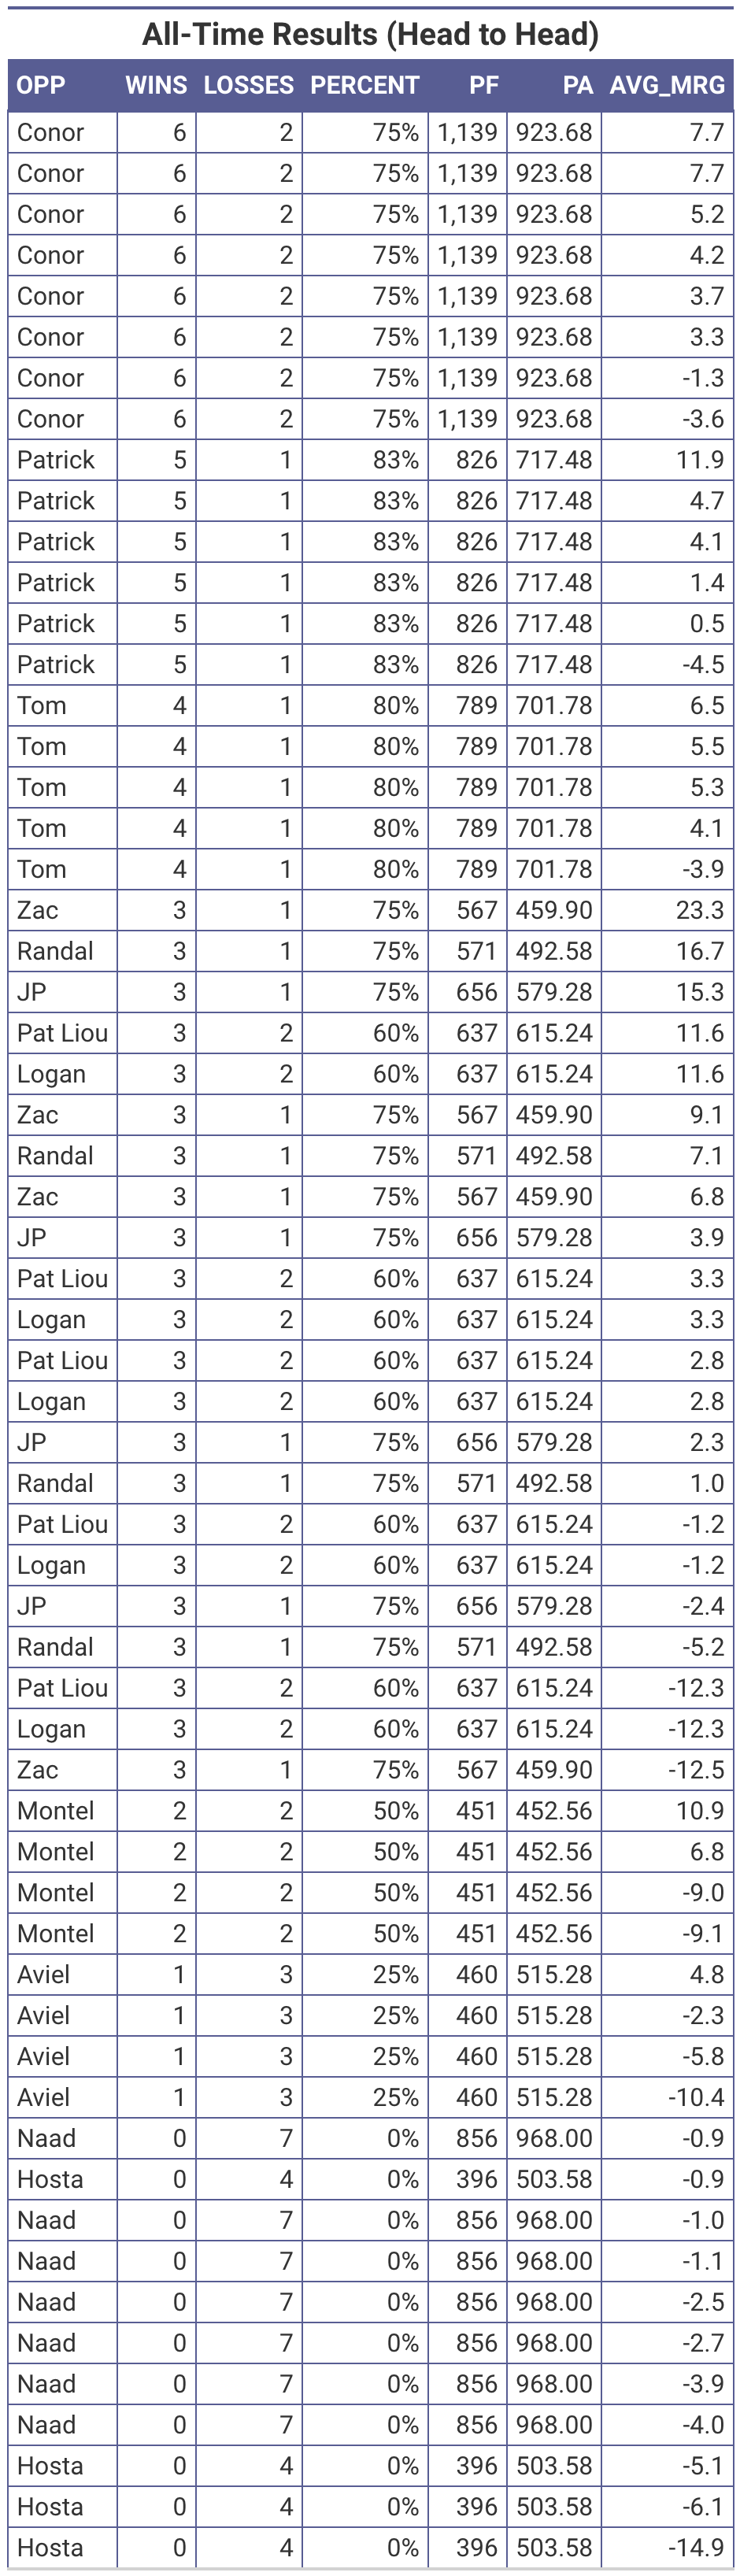 All-Time Results (Head to Head)
OPP WINS LOSSES PERCENT PF PA AVG_MRG
Conor 6 2 75% 1,139 923.68 7.7
Conor 6 2 75% 1,139 923.68 7.7
Conor 6 2 75% 1,139 923.68 5.2
Conor 6 2 75% 1,139 923.68 4.2
Conor 6 2 75% 1,139 923.68 3.7
Conor 6 2 75% 1,139 923.68 3.3
Conor 6 2 75% 1,139 923.68 -1.3
Conor 6 2 75% 1,139 923.68 -3.6
Patrick 5 1 83% 826 717.48 11.9
Patrick 5 1 83% 826 717.48 4.7
Patrick 5 1 83% 826 717.48 4.1
Patrick 5 1 83% 826 717.48 1.4
Patrick 5 1 83% 826 717.48 0.5
Patrick 5 1 83% 826 717.48 -4.5
Tom 4 1 80% 789 701.78 6.5
Tom 4 1 80% 789 701.78 5.5
Tom 4 1 80% 789 701.78 5.3
Tom 4 1 80% 789 701.78 4.1
Tom 4 1 80% 789 701.78 -3.9
Zac 3 1 75% 567 459.90 23.3
Randal 3 1 75% 571 492.58 16.7
JP 3 1 75% 656 579.28 15.3
Pat Liou 3 2 60% 637 615.24 11.6
Logan 3 2 60% 637 615.24 11.6
Zac 3 1 75% 567 459.90 9.1
Randal 3 1 75% 571 492.58 7.1
Zac 3 1 75% 567 459.90 6.8
JP 3 1 75% 656 579.28 3.9
Pat Liou 3 2 60% 637 615.24 3.3
Logan 3 2 60% 637 615.24 3.3
Pat Liou 3 2 60% 637 615.24 2.8
Logan 3 2 60% 637 615.24 2.8
JP 3 1 75% 656 579.28 2.3
Randal 3 1 75% 571 492.58 1.0
Pat Liou 3 2 60% 637 615.24 -1.2
Logan 3 2 60% 637 615.24 -1.2
JP 3 1 75% 656 579.28 -2.4
Randal 3 1 75% 571 492.58 -5.2
Pat Liou 3 2 60% 637 615.24 -12.3
Logan 3 2 60% 637 615.24 -12.3
Zac 3 1 75% 567 459.90 -12.5
Montel 2 2 50% 451 452.56 10.9
Montel 2 2 50% 451 452.56 6.8
Montel 2 2 50% 451 452.56 -9.0
Montel 2 2 50% 451 452.56 -9.1
Aviel 1 3 25% 460 515.28 4.8
Aviel 1 3 25% 460 515.28 -2.3
Aviel 1 3 25% 460 515.28 -5.8
Aviel 1 3 25% 460 515.28 -10.4
Naad 0 7 0% 856 968.00 -0.9
Hosta 0 4 0% 396 503.58 -0.9
Naad 0 7 0% 856 968.00 -1.0
Naad 0 7 0% 856 968.00 -1.1
Naad 0 7 0% 856 968.00 -2.5
Naad 0 7 0% 856 968.00 -2.7
Naad 0 7 0% 856 968.00 -3.9
Naad 0 7 0% 856 968.00 -4.0
Hosta 0 4 0% 396 503.58 -5.1
Hosta 0 4 0% 396 503.58 -6.1
Hosta 0 4 0% 396 503.58 -14.9